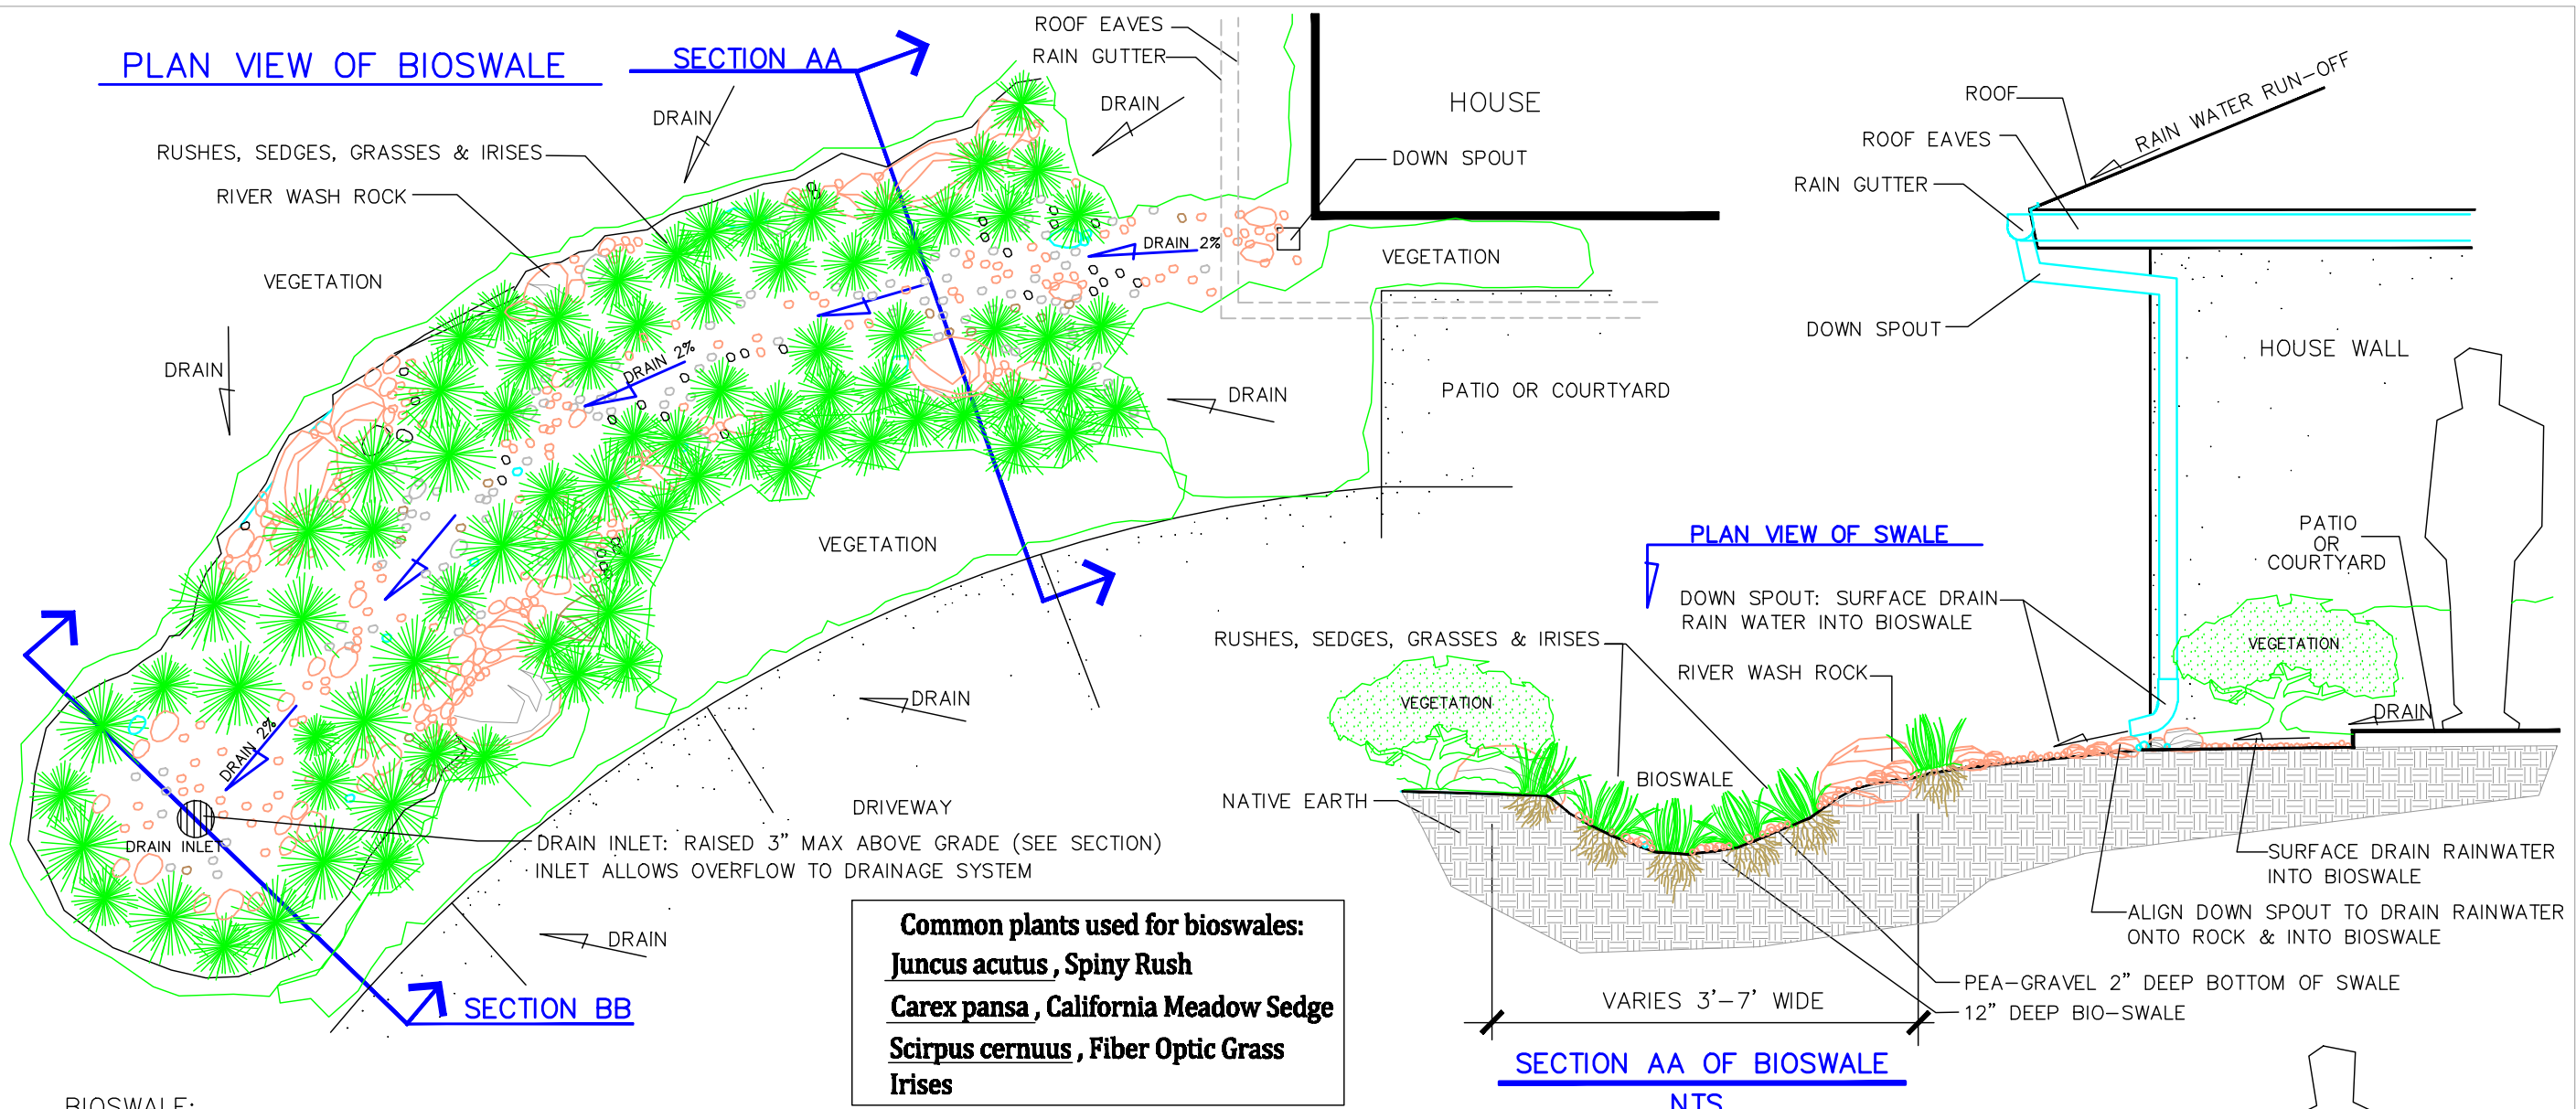 PLAN VIEW OF BIOSWALE
SECTION AA
ROOF EAVES
RAIN GUTTER
DRAIN
DRAIN
HOUSE
DOWN SPOUT
RUSHES, SEDGES, GRASSES & IRISES
RIVER WASH ROCK
VEGETATION
DRAIN 2%
VEGETATION
DRAIN
DRAIN 2%
DRAIN
PATIO OR COURTYARD
VEGETATION
DRAIN
DRAIN 2%
DRIVEWAY
DRAIN INLET
DRAIN INLET: RAISED 3" MAX ABOVE GRADE (SEE SECTION)
INLET ALLOWS OVERFLOW TO DRAINAGE SYSTEM
DRAIN
SECTION BB
Common plants used for bioswales:
Juncus acutus , Spiny Rush
Carex pansa , California Meadow Sedge
Scirpus cernuus , Fiber Optic Grass
Irises
BIOSWALE:
ROOF
RAIN WATER RUN-OFF
ROOF EAVES
RAIN GUTTER
DOWN SPOUT
HOUSE WALL
PATIO
OR
COURTYARD
PLAN VIEW OF SWALE
DOWN SPOUT: SURFACE DRAIN
RAIN WATER INTO BIOSWALE
RUSHES, SEDGES, GRASSES & IRISES
RIVER WASH ROCK
VEGETATION
VEGETATION
DRAIN
BIOSWALE
NATIVE EARTH
SURFACE DRAIN RAINWATER
INTO BIOSWALE
ALIGN DOWN SPOUT TO DRAIN RAINWATER
ONTO ROCK & INTO BIOSWALE
PEA-GRAVEL 2" DEEP BOTTOM OF SWALE
12" DEEP BIO-SWALE
VARIES 3'-7' WIDE
SECTION AA OF BIOSWALE
NTS